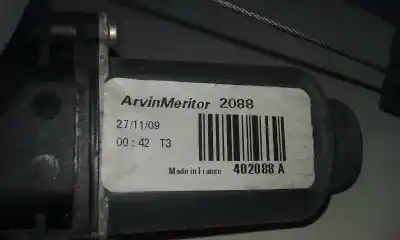 ArvinMeritor 2088
27/11/09
00:42 T3
Made in France 402088 A